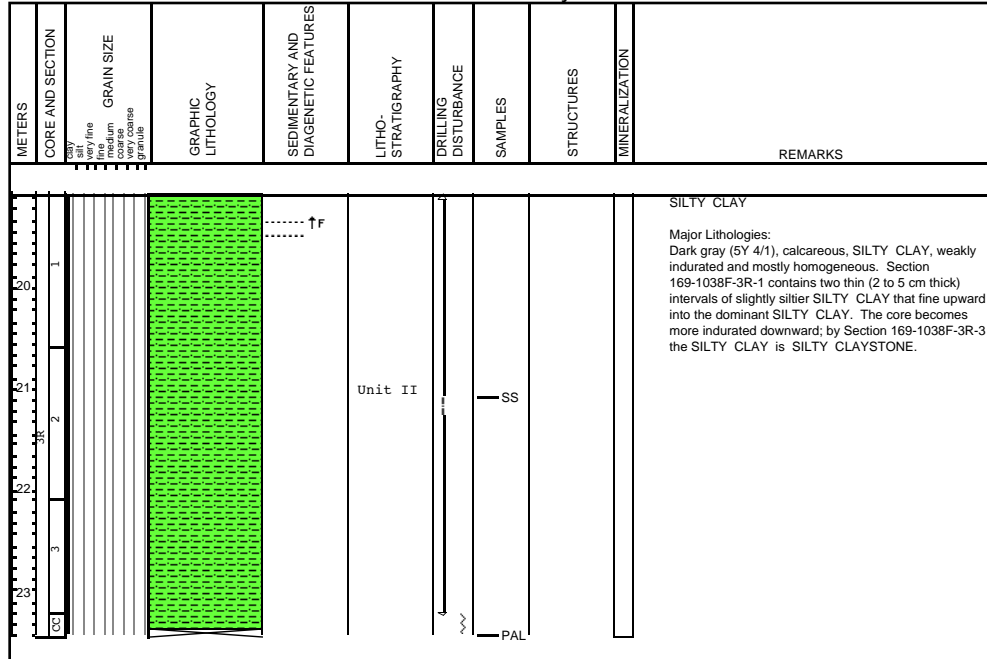 METERS
CORE AND SECTION
GRAIN SIZE
clay
silt
very fine
fine
medium
coarse
very coarse
granule
GRAPHIC
LITHOLOGY
SEDIMENTARY AND
DIAGENETIC FEATURES
LITHO-
STRATIGRAPHY
DRILLING
DISTURBANCE
SAMPLES
STRUCTURES
MINERALIZATION
REMARKS
SILTY CLAY
Major Lithologies:
Dark gray (5Y 4/1), calcareous, SILTY CLAY, weakly
indurated and mostly homogeneous. Section
169-1038F-3R-1 contains two thin (2 to 5 cm thick)
intervals of slightly siltier SILTY CLAY that fine upward
into the dominant SILTY CLAY. The core becomes
more indurated downward; by Section 169-1038F-3R-3
the SILTY CLAY is SILTY CLAYSTONE.
F
1
20
21
Unit II
SS
3R
2
22
3
23
CC
PAL